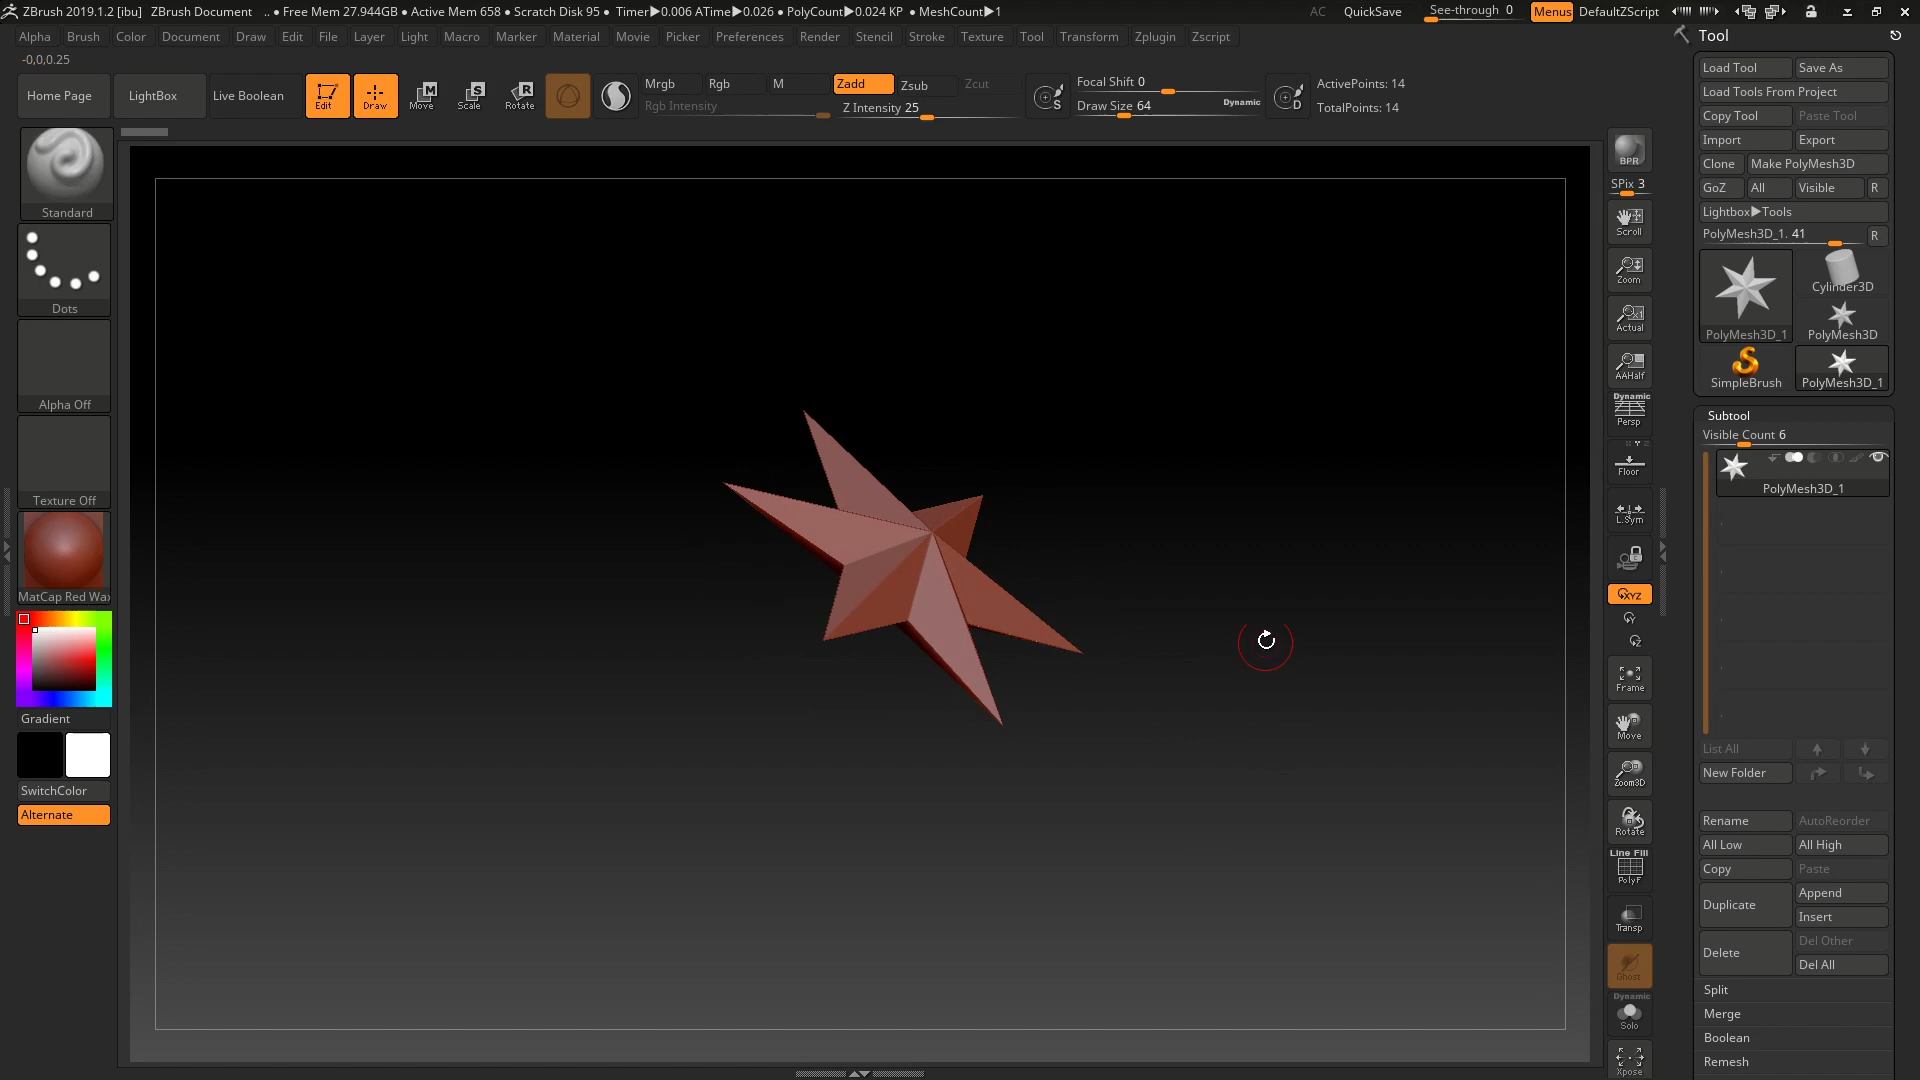 ZBrush 2019.1.2 [ibu] ZBrush Document .. ● Free Mem 27.944GB ● Active Mem 658 ● Scratch Disk 95 ● Timer▶0.006 ATime▶0.026 ● PolyCount▶0.024 KP ● MeshCount▶1 AC QuickSave See-through 0 Menus DefaultZScript
Alpha Brush Color Document Draw Edit File Layer Light Macro Marker Material Movie Picker Preferences Render Stencil Stroke Texture Tool Transform Zplugin Zscript
-0,0,0.25
Home Page LightBox Live Boolean Edit Draw Move Scale Rotate
Mrgb Rgb M Zadd Zsub Zcut
Rgb Intensity Z Intensity 25
Focal Shift 0
Draw Size 64 Dynamic
ActivePoints: 14
TotalPoints: 14
Standard
Dots
Alpha Off
Texture Off
MatCap Red Wax
Gradient
SwitchColor
Alternate
BPR
SPix 3
Scroll
Zoom
Actual
AAHalf
Dynamic
Persp
Floor
L.Sym
XYZ
Frame
Move
Zoom3D
Rotate
Line Fill
PolyF
Transp
Ghost
Dynamic
Solo
Xpose
Tool
Load Tool Save As
Load Tools From Project
Copy Tool Paste Tool
Import Export
Clone Make PolyMesh3D
GoZ All Visible R
Lightbox▶Tools
PolyMesh3D_1. 41 R
PolyMesh3D_1 Cylinder3D
PolyMesh3D
SimpleBrush PolyMesh3D_1
Subtool
Visible Count 6
PolyMesh3D_1
List All
New Folder
Rename AutoReorder
All Low All High
Copy Paste
Duplicate Append
Insert
Delete Del Other
Del All
Split
Merge
Boolean
Remesh